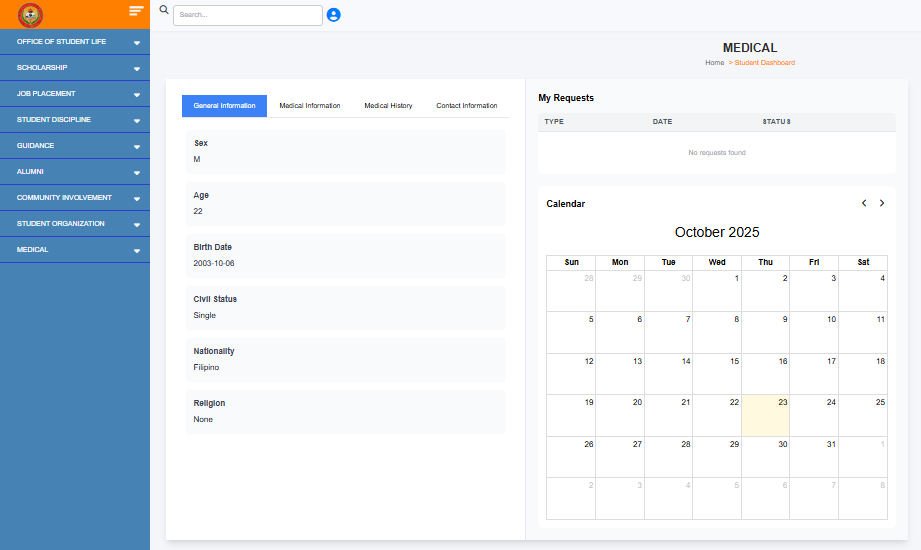 Search...
OFFICE OF STUDENT LIFE
SCHOLARSHIP
JOB PLACEMENT
STUDENT DISCIPLINE
GUIDANCE
ALUMNI
COMMUNITY INVOLVEMENT
STUDENT ORGANIZATION
MEDICAL
MEDICAL
Home > Student Dashboard
General Information Medical Information Medical History Contact Information
Sex
M
Age
22
Birth Date
2003-10-06
Civil Status
Single
Nationality
Filipino
Religion
None
My Requests
TYPE DATE STATUS
No requests found
Calendar
October 2025
Sun Mon Tue Wed Thu Fri Sat
28 29 30 1 2 3 4
5 6 7 8 9 10 11
12 13 14 15 16 17 18
19 20 21 22 23 24 25
26 27 28 29 30 31 1
2 3 4 5 6 7 8